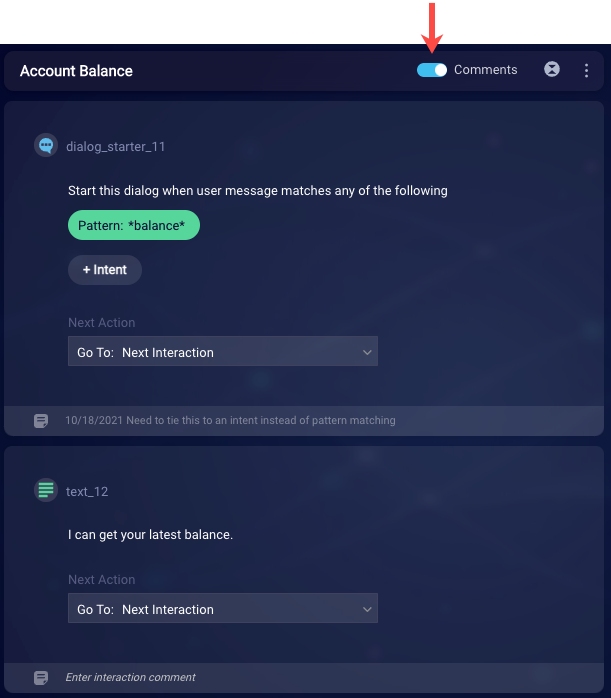 Account Balance
Comments
dialog_starter_11
Start this dialog when user message matches any of the following
Pattern: *balance*
+ Intent
Next Action
Go To: Next Interaction
10/18/2021 Need to tie this to an intent instead of pattern matching
text_12
I can get your latest balance.
Next Action
Go To: Next Interaction
Enter interaction comment